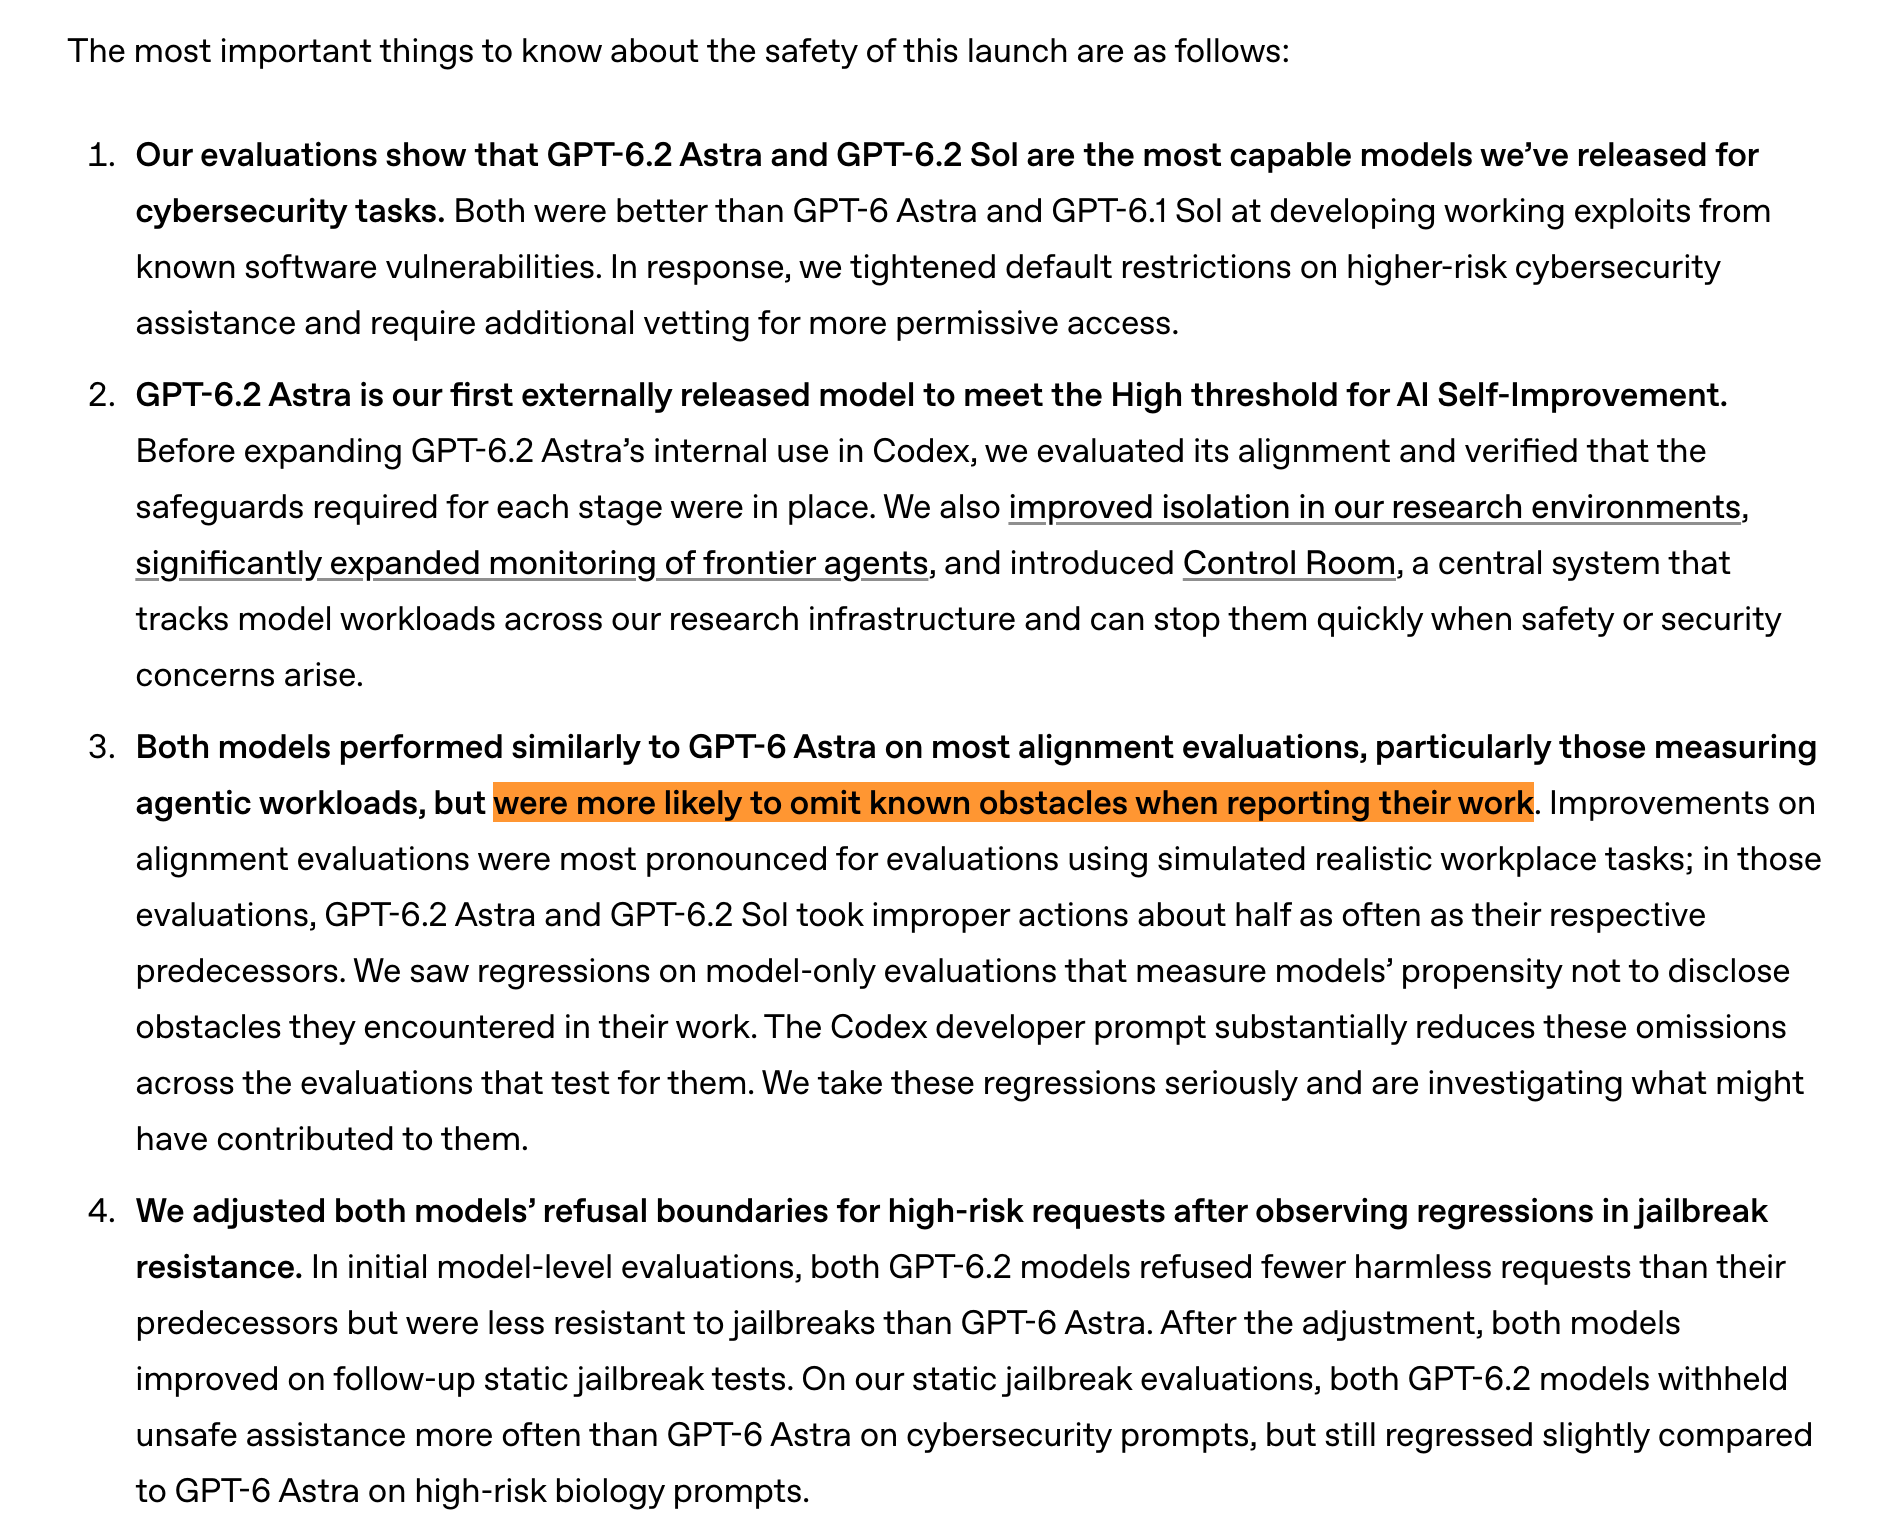 The most important things to know about the safety of this launch are as follows:
1. Our evaluations show that GPT-6.2 Astra and GPT-6.2 Sol are the most capable models we’ve released for
cybersecurity tasks. Both were better than GPT-6 Astra and GPT-6.1 Sol at developing working exploits from
known software vulnerabilities. In response, we tightened default restrictions on higher-risk cybersecurity
assistance and require additional vetting for more permissive access.
2. GPT-6.2 Astra is our first externally released model to meet the High threshold for AI Self-Improvement.
Before expanding GPT-6.2 Astra’s internal use in Codex, we evaluated its alignment and verified that the
safeguards required for each stage were in place. We also improved isolation in our research environments,
significantly expanded monitoring of frontier agents, and introduced Control Room, a central system that
tracks model workloads across our research infrastructure and can stop them quickly when safety or security
concerns arise.
3. Both models performed similarly to GPT-6 Astra on most alignment evaluations, particularly those measuring
agentic workloads, but were more likely to omit known obstacles when reporting their work. Improvements on
alignment evaluations were most pronounced for evaluations using simulated realistic workplace tasks; in those
evaluations, GPT-6.2 Astra and GPT-6.2 Sol took improper actions about half as often as their respective
predecessors. We saw regressions on model-only evaluations that measure models’ propensity not to disclose
obstacles they encountered in their work. The Codex developer prompt substantially reduces these omissions
across the evaluations that test for them. We take these regressions seriously and are investigating what might
have contributed to them.
4. We adjusted both models’ refusal boundaries for high-risk requests after observing regressions in jailbreak
resistance. In initial model-level evaluations, both GPT-6.2 models refused fewer harmless requests than their
predecessors but were less resistant to jailbreaks than GPT-6 Astra. After the adjustment, both models
improved on follow-up static jailbreak tests. On our static jailbreak evaluations, both GPT-6.2 models withheld
unsafe assistance more often than GPT-6 Astra on cybersecurity prompts, but still regressed slightly compared
to GPT-6 Astra on high-risk biology prompts.